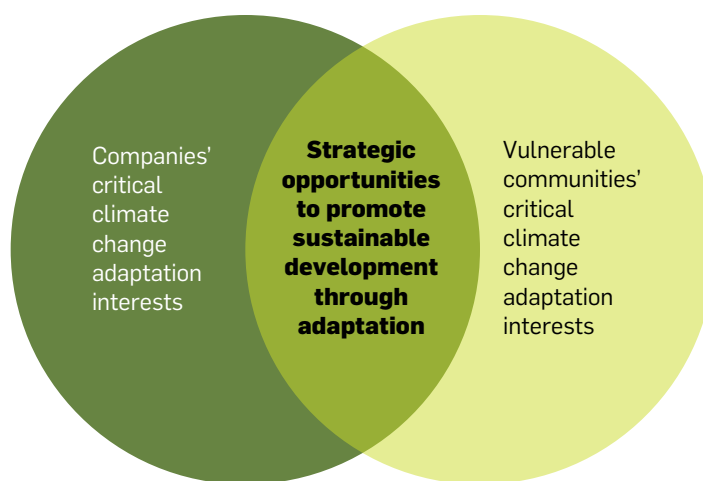 Companies’
critical
climate
change
adaptation
interests
Strategic
opportunities
to promote
sustainable
development
through
adaptation
Vulnerable
communities’
critical
climate
change
adaptation
interests